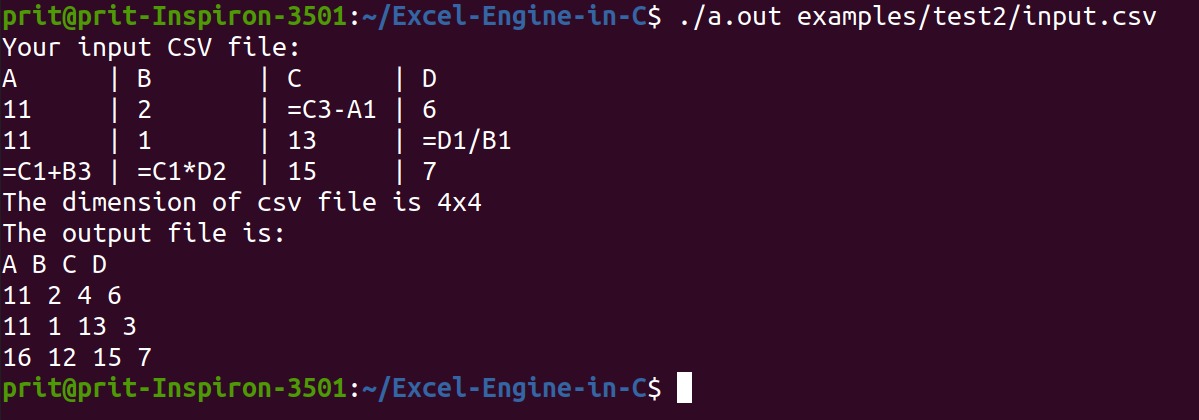 prit@prit-Inspiron-3501:~/Excel-Engine-in-C$ ./a.out examples/test2/input.csv
Your input CSV file:
A      | B       | C      | D
11     | 2       | =C3-A1 | 6
11     | 1       | 13     | =D1/B1
=C1+B3 | =C1*D2  | 15     | 7
The dimension of csv file is 4x4
The output file is:
A B C D
11 2 4 6
11 1 13 3
16 12 15 7
prit@prit-Inspiron-3501:~/Excel-Engine-in-C$